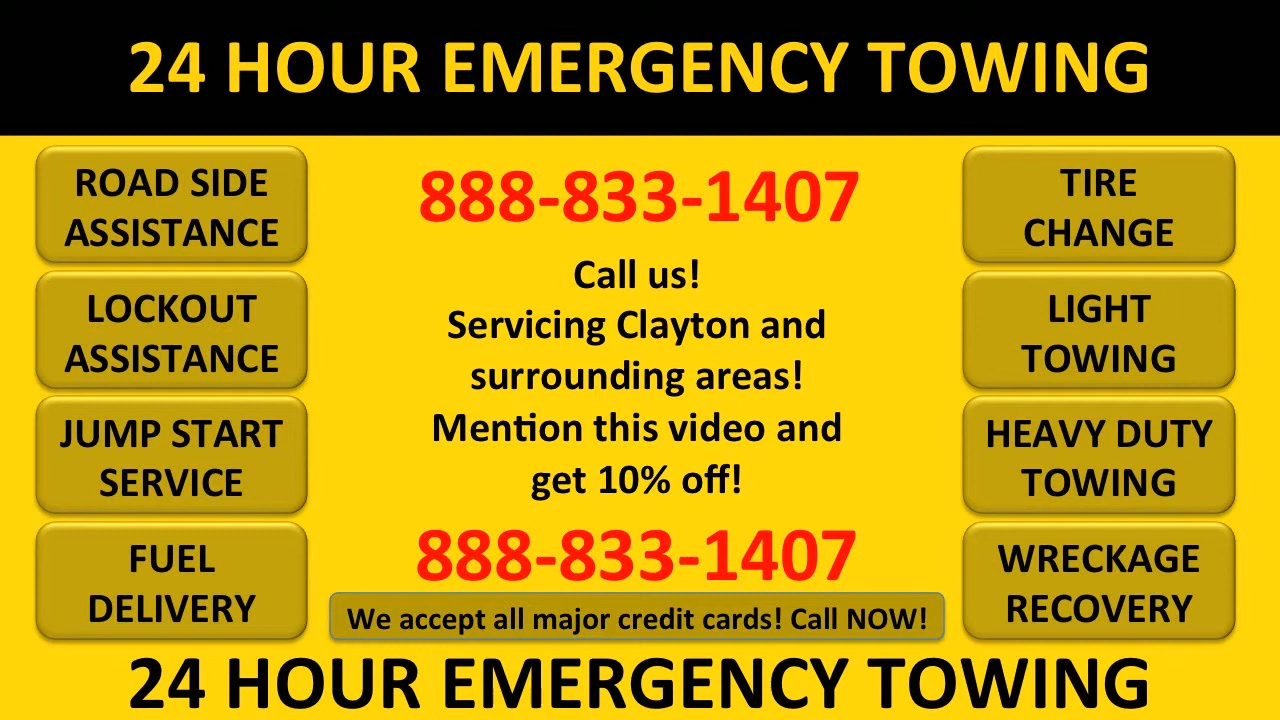 24 HOUR EMERGENCY TOWING
ROAD SIDE
ASSISTANCE
LOCKOUT
ASSISTANCE
JUMP START
SERVICE
FUEL
DELIVERY
888-833-1407
Call us!
Servicing Clayton and
surrounding areas!
Mention this video and
get 10% off!
888-833-1407
We accept all major credit cards! Call NOW!
TIRE
CHANGE
LIGHT
TOWING
HEAVY DUTY
TOWING
WRECKAGE
RECOVERY
24 HOUR EMERGENCY TOWING